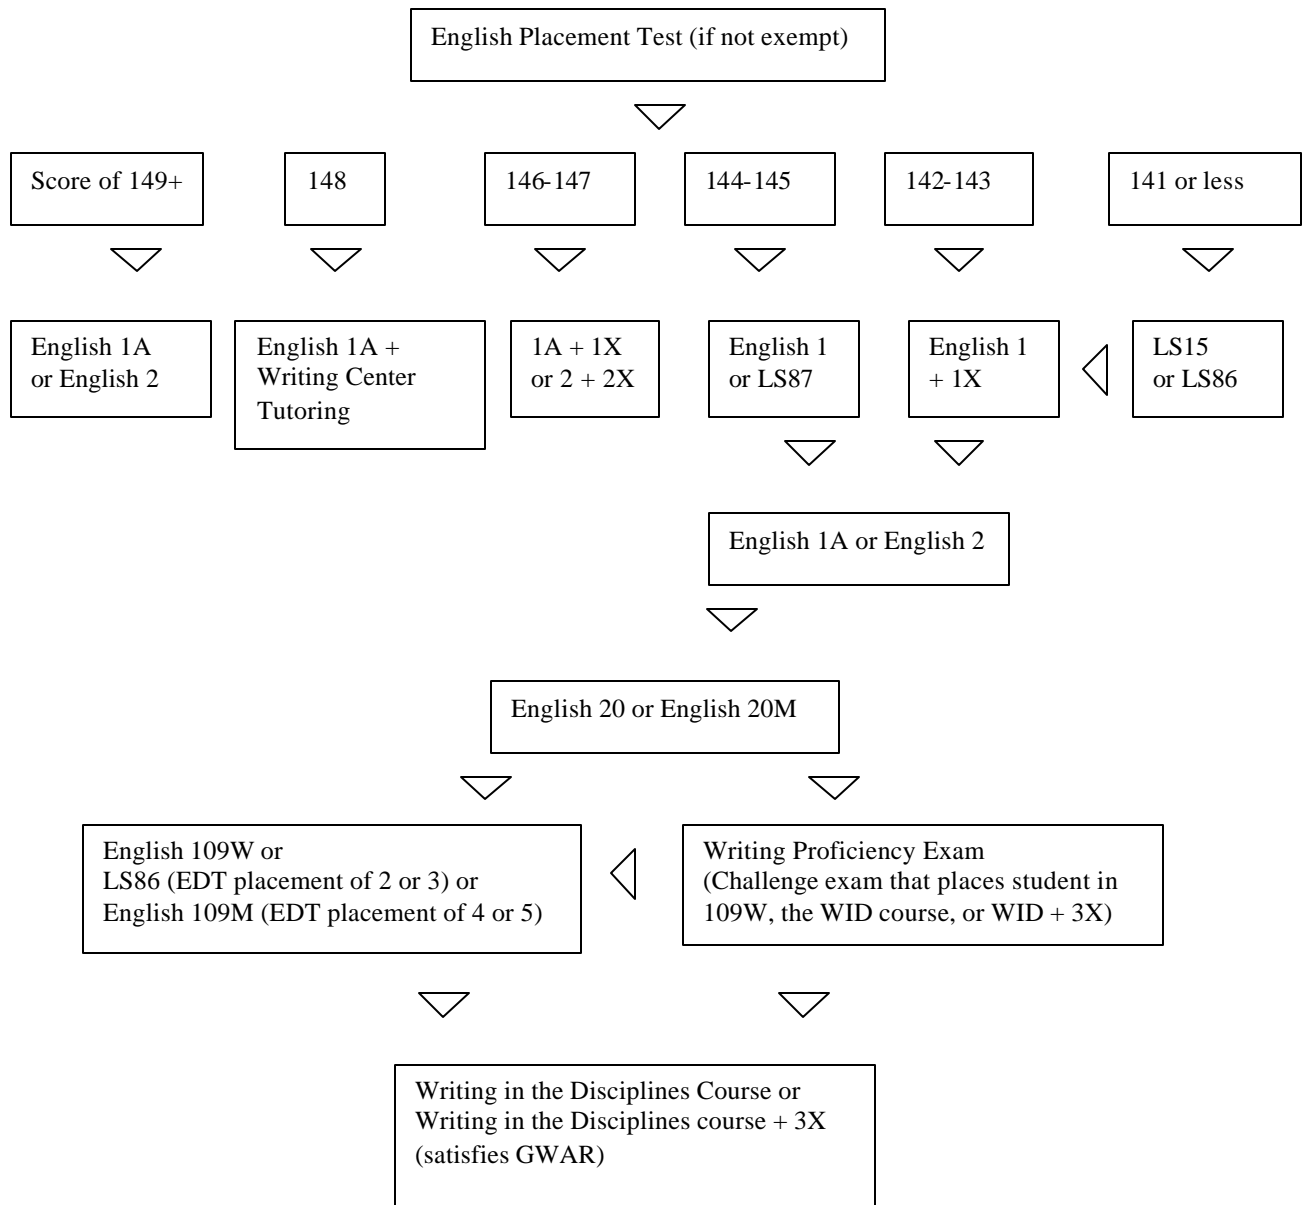 English Placement Test (if not exempt)
Score of 149+
148
146-147
144-145
142-143
141 or less
English 1A
or English 2
English 1A +
Writing Center
Tutoring
1A + 1X
or 2 + 2X
English 1
or LS87
English 1
+ 1X
LS15
or LS86
English 1A or English 2
English 20 or English 20M
English 109W or
LS86 (EDT placement of 2 or 3) or
English 109M (EDT placement of 4 or 5)
Writing Proficiency Exam
(Challenge exam that places student in
109W, the WID course, or WID + 3X)
Writing in the Disciplines Course or
Writing in the Disciplines course + 3X
(satisfies GWAR)